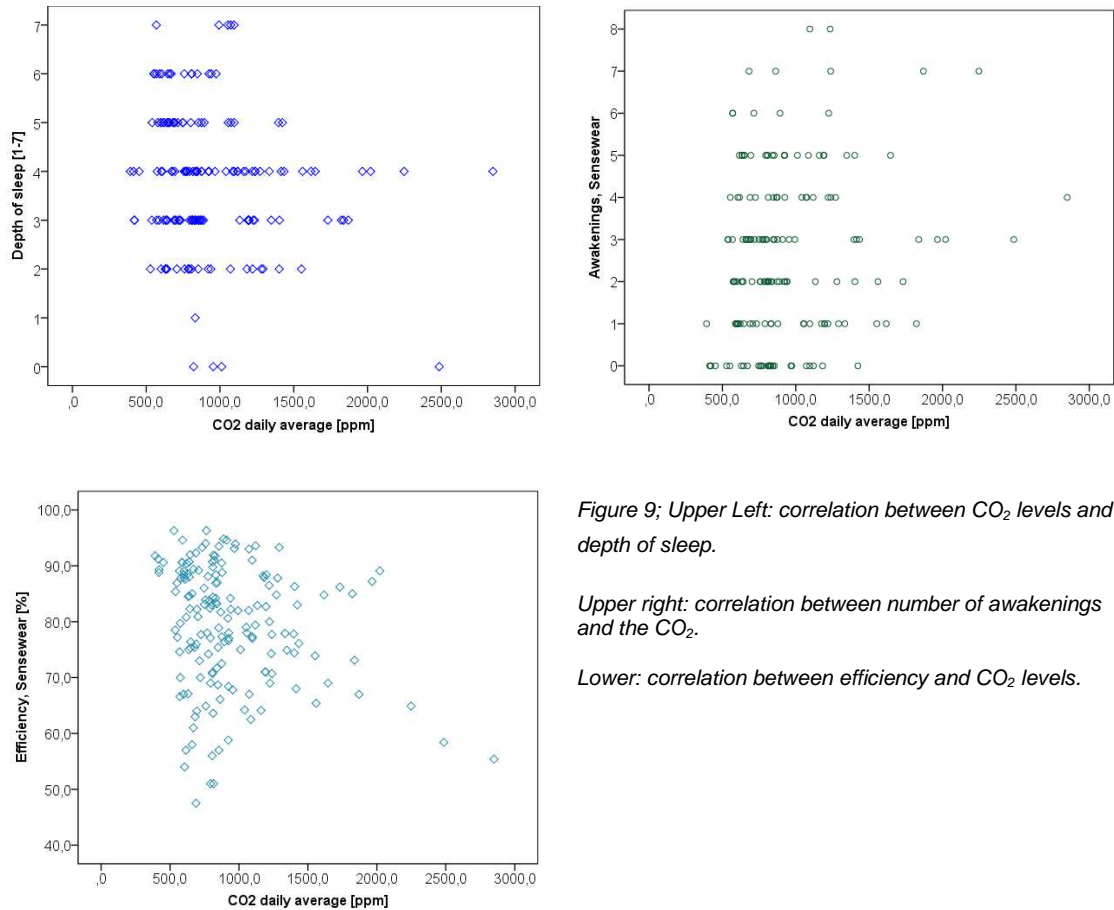 7
6
5
4
3
2
1
0
Depth of sleep [1-7]
,0 500,0 1000,0 1500,0 2000,0 2500,0 3000,0
CO2 daily average [ppm]
8
7
6
5
4
3
2
1
0
Awakenings, Sensewear
,0 500,0 1000,0 1500,0 2000,0 2500,0 3000,0
CO2 daily average [ppm]
100,0
90,0
80,0
70,0
60,0
50,0
40,0
Efficiency, Sensewear [%]
,0 500,0 1000,0 1500,0 2000,0 2500,0 3000,0
CO2 daily average [ppm]
Figure 9; Upper Left: correlation between CO₂ levels and
depth of sleep.
Upper right: correlation between number of awakenings
and the CO₂.
Lower: correlation between efficiency and CO₂ levels.